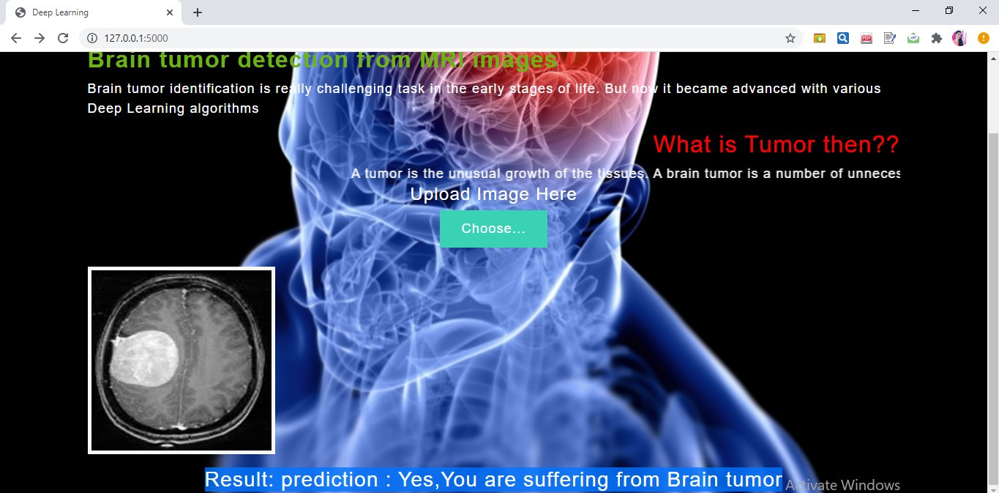 Deep Learning
127.0.0.1:5000
PDF
Brain tumor detection from MRI images
Brain tumor identification is really challenging task in the early stages of life. But now it became advanced with various
Deep Learning algorithms
What is Tumor then??
A tumor is the unusual growth of the tissues. A brain tumor is a number of unneces
Upload Image Here
Choose...
Result: prediction : Yes,You are suffering from Brain tumor
Activate Windows